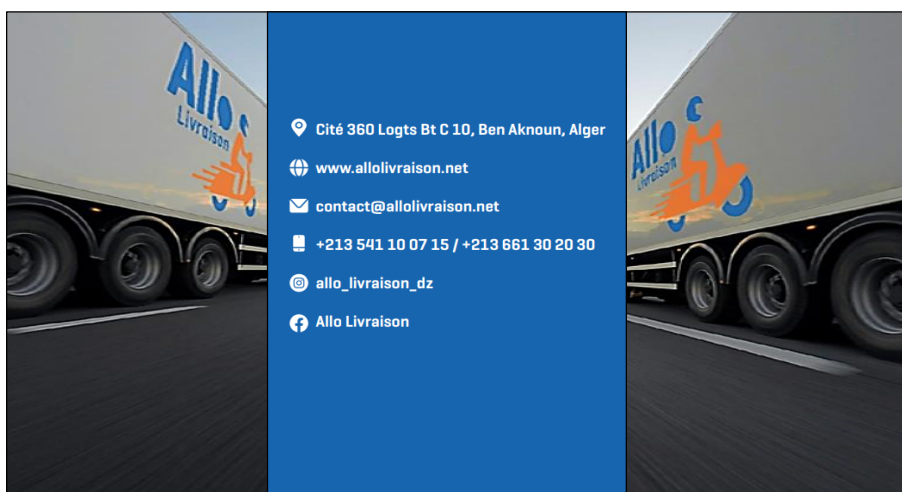 Allo
Livraison
Cité 360 Logts Bt C 10, Ben Aknoun, Alger
www.allolivraison.net
contact@allolivraison.net
+213 541 10 07 15 / +213 661 30 20 30
allo_livraison_dz
Allo Livraison
Allo
Livraison